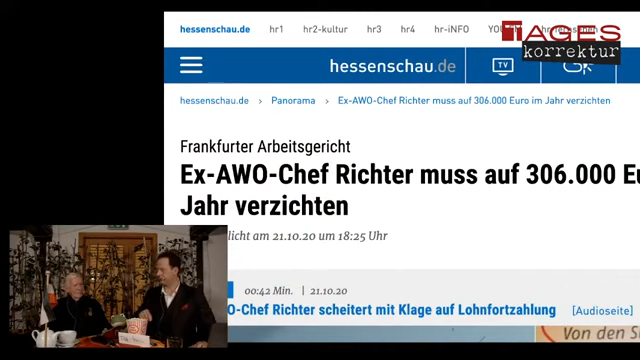 hessenschau.de hr1 hr2-kultur hr3 hr4 hr-iNFO
TAGES
korrektur
hessenschau.de
TV
hessenschau.de > Panorama > Ex-AWO-Chef Richter muss auf 306.000 Euro im Jahr verzichten
Frankfurter Arbeitsgericht
Ex-AWO-Chef Richter muss auf 306.000 Eu
Jahr verzichten
licht am 21.10.20 um 18:25 Uhr
00:42 Min. | 21.10.20
O-Chef Richter scheitert mit Klage auf Lohnfortzahlung [Audioseite]
Von den S